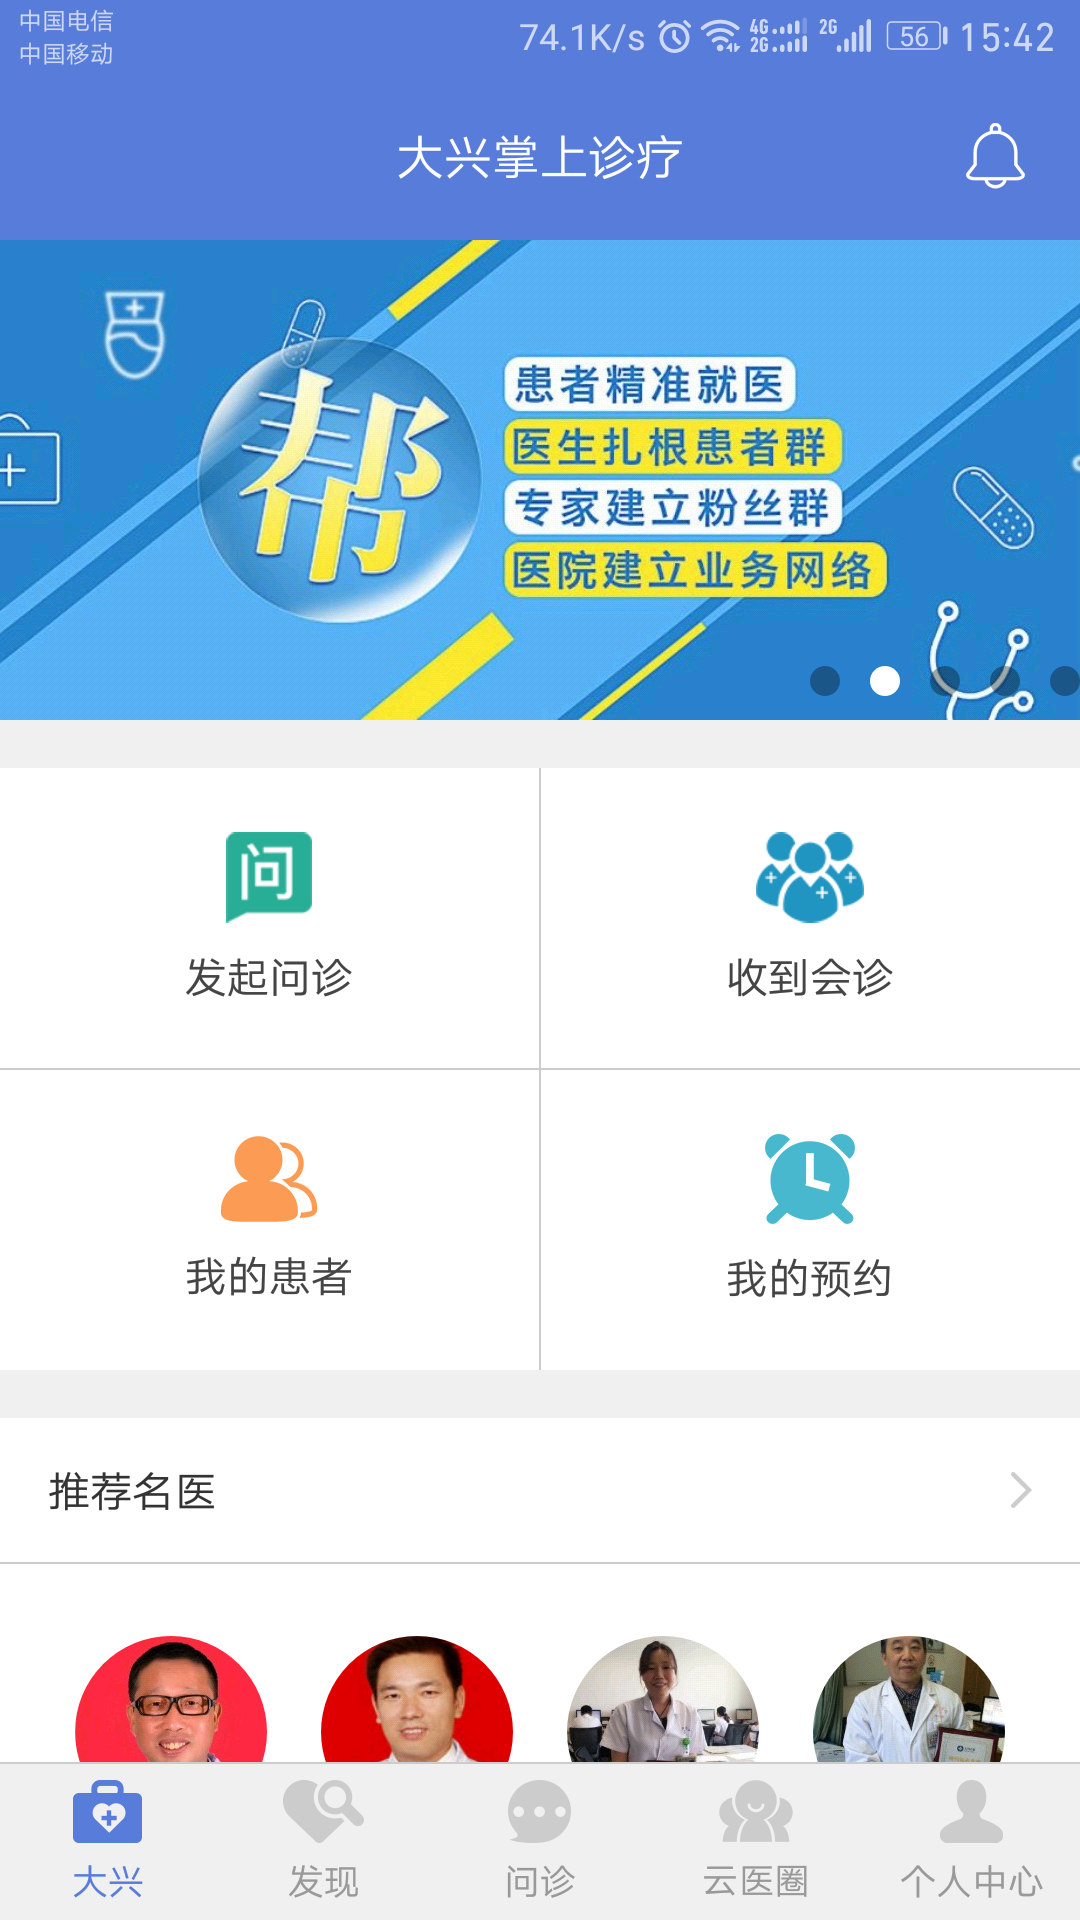 中国电信
中国移动
74.1K/s 4G 2G 2G 56 15:42
大兴掌上诊疗
帮
患者精准就医
医生扎根患者群
专家建立粉丝群
医院建立业务网络
问
发起问诊
收到会诊
我的患者
我的预约
推荐名医
大兴
发现
问诊
云医圈
个人中心